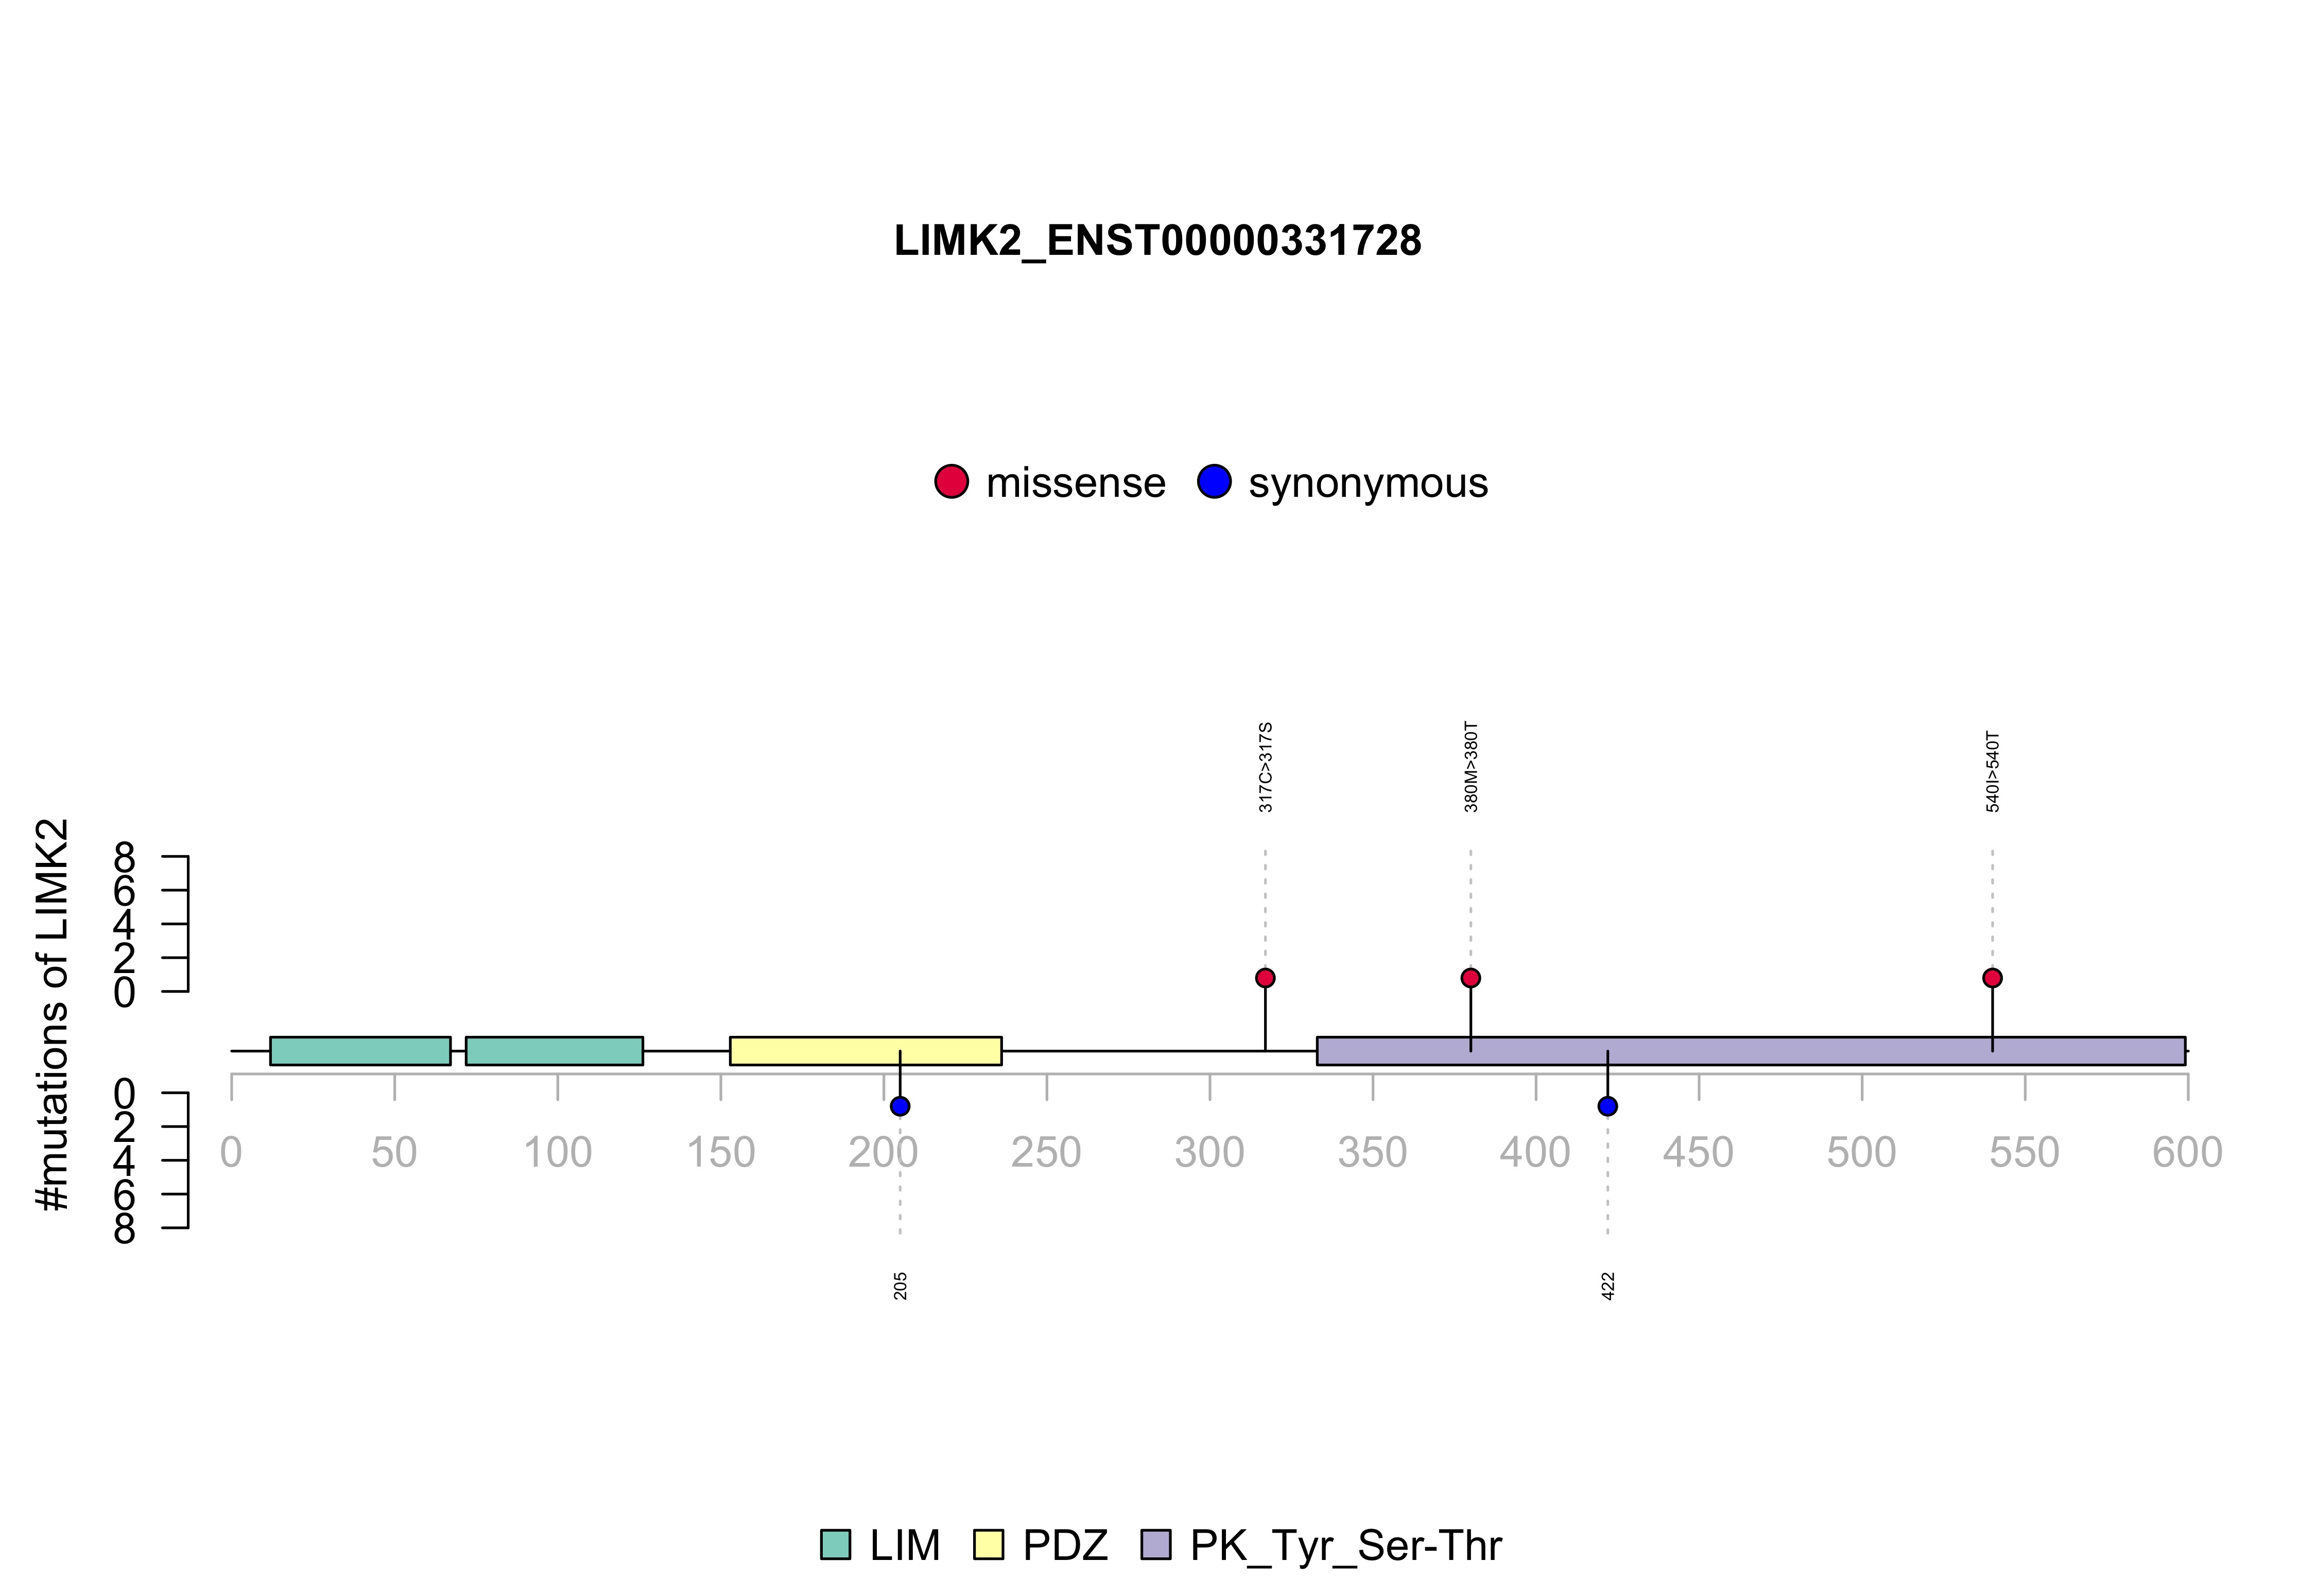 LIMK2_ENST00000331728
missense
synonymous
317C>317S
380M>380T
540I>540T
#mutations of LIMK2
8
6
4
2
0
0
2
4
6
8
0 50 100 150 200 250 300 350 400 450 500 550 600
205
422
LIM
PDZ
PK_Tyr_Ser-Thr